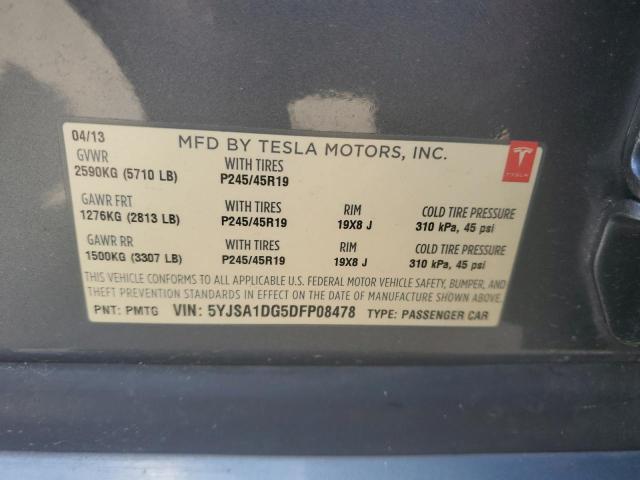 04/13
MFD BY TESLA MOTORS, INC.
GVWR WITH TIRES
2590KG (5710 LB) P245/45R19
TESLA
GAWR FRT WITH TIRES RIM COLD TIRE PRESSURE
1276KG (2813 LB) P245/45R19 19X8 J 310 kPa, 45 psi
GAWR RR WITH TIRES RIM COLD TIRE PRESSURE
1500KG (3307 LB) P245/45R19 19X8 J 310 kPa, 45 psi
THIS VEHICLE CONFORMS TO ALL APPLICABLE U.S. FEDERAL MOTOR VEHICLE SAFETY, BUMPER, AND
THEFT PREVENTION STANDARDS IN EFFECT ON THE DATE OF MANUFACTURE SHOWN ABOVE.
PNT: PMTG VIN: 5YJSA1DG5DFP08478 TYPE: PASSENGER CAR